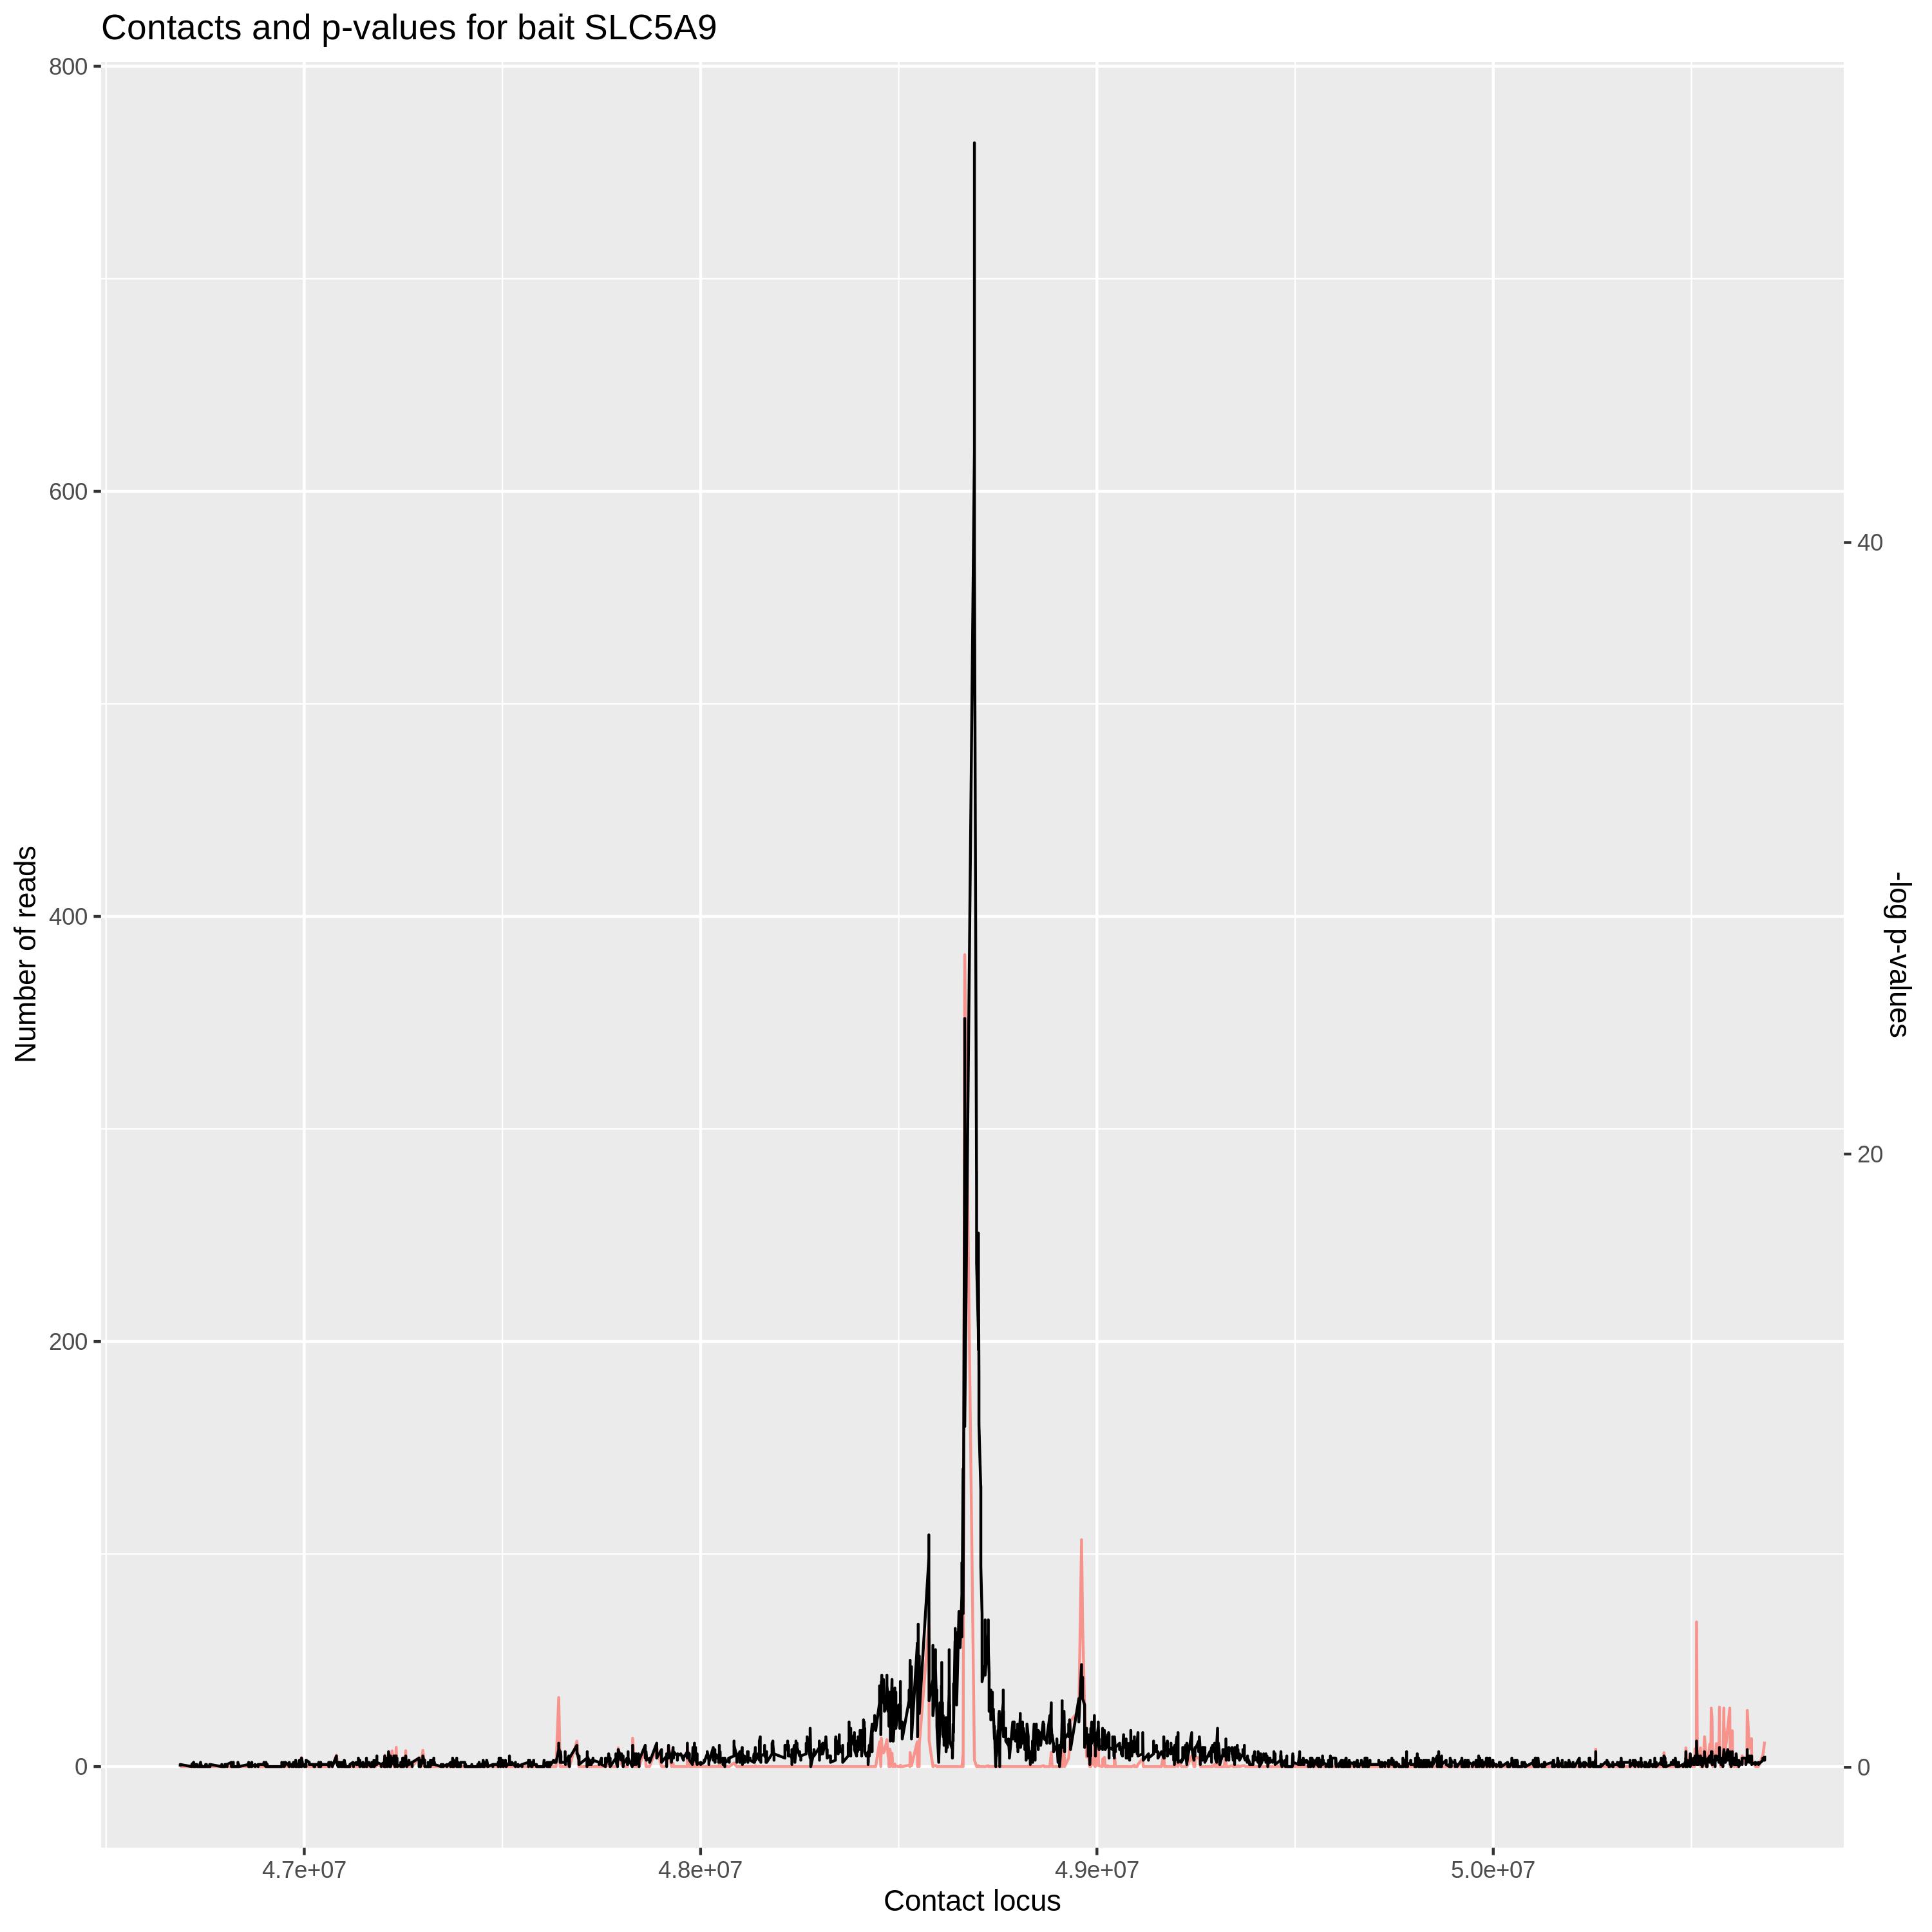 Contacts and p-values for bait SLC5A9
800
600
400
200
0
Number of reads
40
20
0
-log p-values
4.7e+07
4.8e+07
4.9e+07
5.0e+07
Contact locus